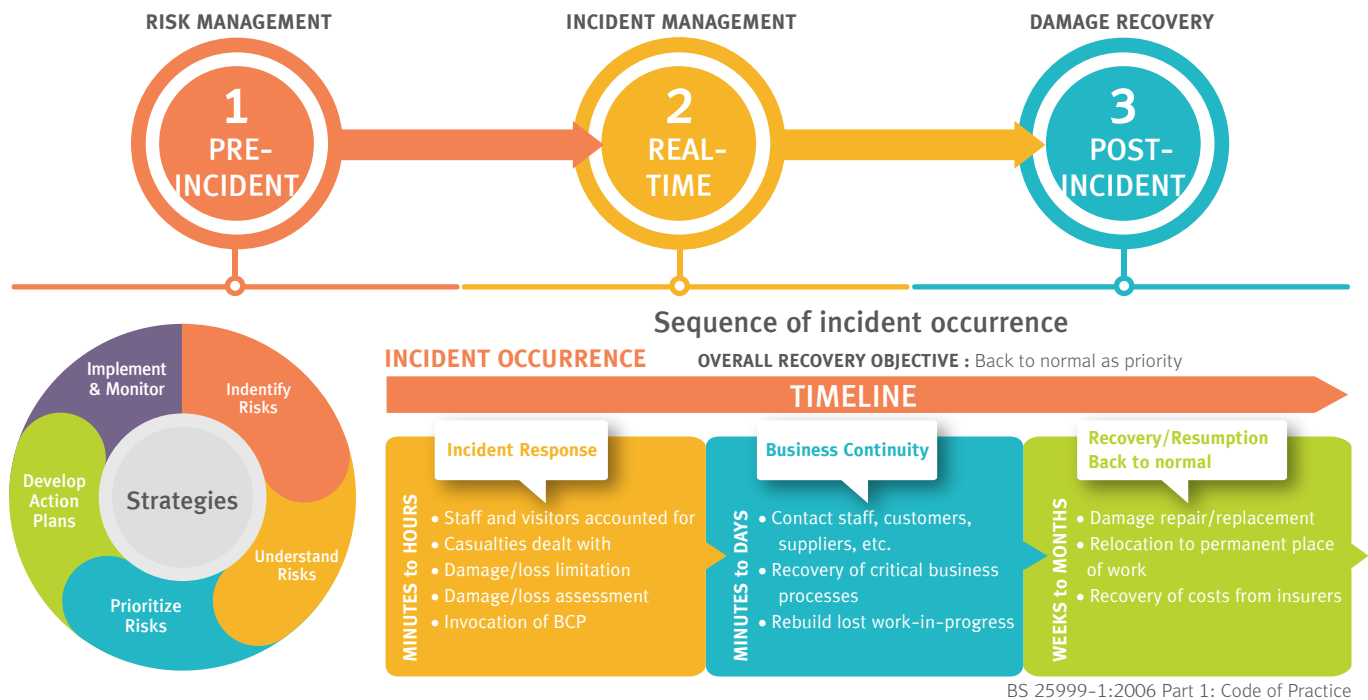 RISK MANAGEMENT
INCIDENT MANAGEMENT
DAMAGE RECOVERY
1
PRE-
INCIDENT
2
REAL-
TIME
3
POST-
INCIDENT
Implement
& Monitor
Indentify
Risks
Develop
Action
Plans
Strategies
Understand
Risks
Prioritize
Risks
Sequence of incident occurrence
INCIDENT OCCURRENCE
OVERALL RECOVERY OBJECTIVE : Back to normal as priority
TIMELINE
MINUTES to HOURS
Incident Response
• Staff and visitors accounted for
• Casualties dealt with
• Damage/loss limitation
• Damage/loss assessment
• Invocation of BCP
MINUTES to DAYS
Business Continuity
• Contact staff, customers,
suppliers, etc.
• Recovery of critical business
processes
• Rebuild lost work-in-progress
WEEKS to MONTHS
Recovery/Resumption
Back to normal
• Damage repair/replacement
• Relocation to permanent place
of work
• Recovery of costs from insurers
BS 25999-1:2006 Part 1: Code of Practice